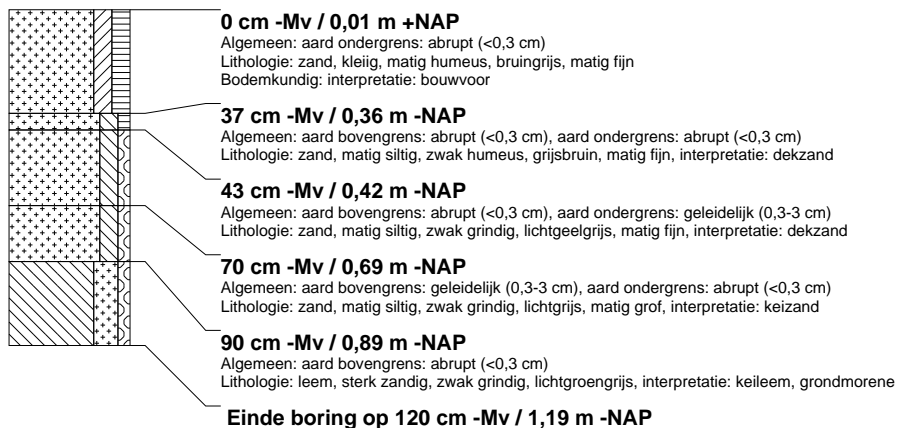 0 cm -Mv / 0,01 m +NAP
Algemeen: aard ondergrens: abrupt (<0,3 cm)
Lithologie: zand, kleiig, matig humeus, bruingrijs, matig fijn
Bodemkundig: interpretatie: bouwvoor
37 cm -Mv / 0,36 m -NAP
Algemeen: aard bovengrens: abrupt (<0,3 cm), aard ondergrens: abrupt (<0,3 cm)
Lithologie: zand, matig siltig, zwak humeus, grijsbruin, matig fijn, interpretatie: dekzand
43 cm -Mv / 0,42 m -NAP
Algemeen: aard bovengrens: abrupt (<0,3 cm), aard ondergrens: geleidelijk (0,3-3 cm)
Lithologie: zand, matig siltig, zwak grindig, lichtgeelgrijs, matig fijn, interpretatie: dekzand
70 cm -Mv / 0,69 m -NAP
Algemeen: aard bovengrens: geleidelijk (0,3-3 cm), aard ondergrens: abrupt (<0,3 cm)
Lithologie: zand, matig siltig, zwak grindig, lichtgrijs, matig grof, interpretatie: keizand
90 cm -Mv / 0,89 m -NAP
Algemeen: aard bovengrens: abrupt (<0,3 cm)
Lithologie: leem, sterk zandig, zwak grindig, lichtgroengrijs, interpretatie: keileem, grondmorene
Einde boring op 120 cm -Mv / 1,19 m -NAP